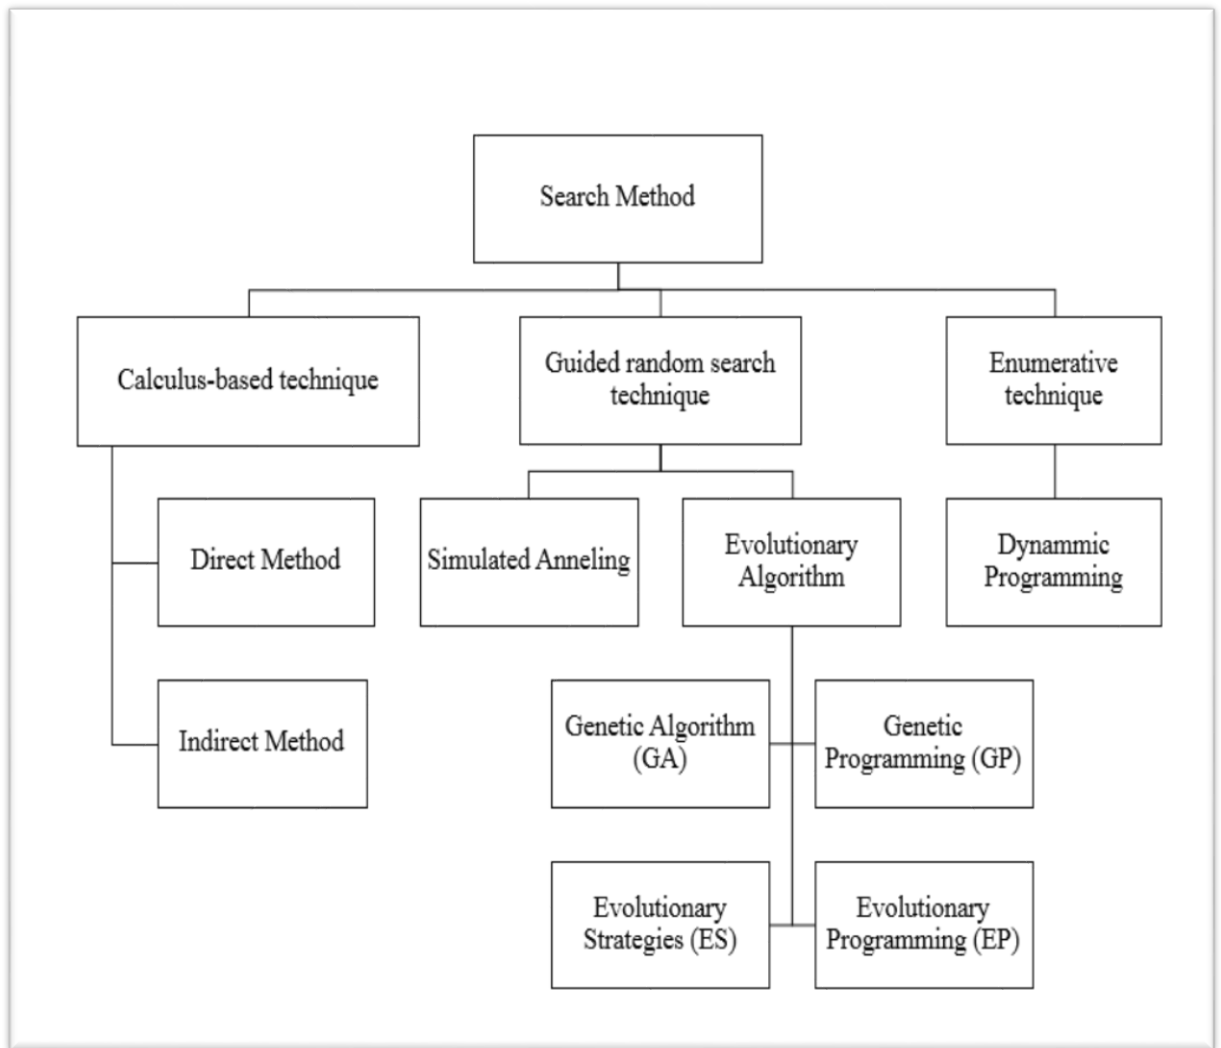 Search Method
Calculus-based technique
Guided random search
technique
Enumerative
technique
Direct Method
Simulated Anneling
Evolutionary
Algorithm
Dynammic
Programming
Indirect Method
Genetic Algorithm
(GA)
Genetic
Programming (GP)
Evolutionary
Strategies (ES)
Evolutionary
Programming (EP)